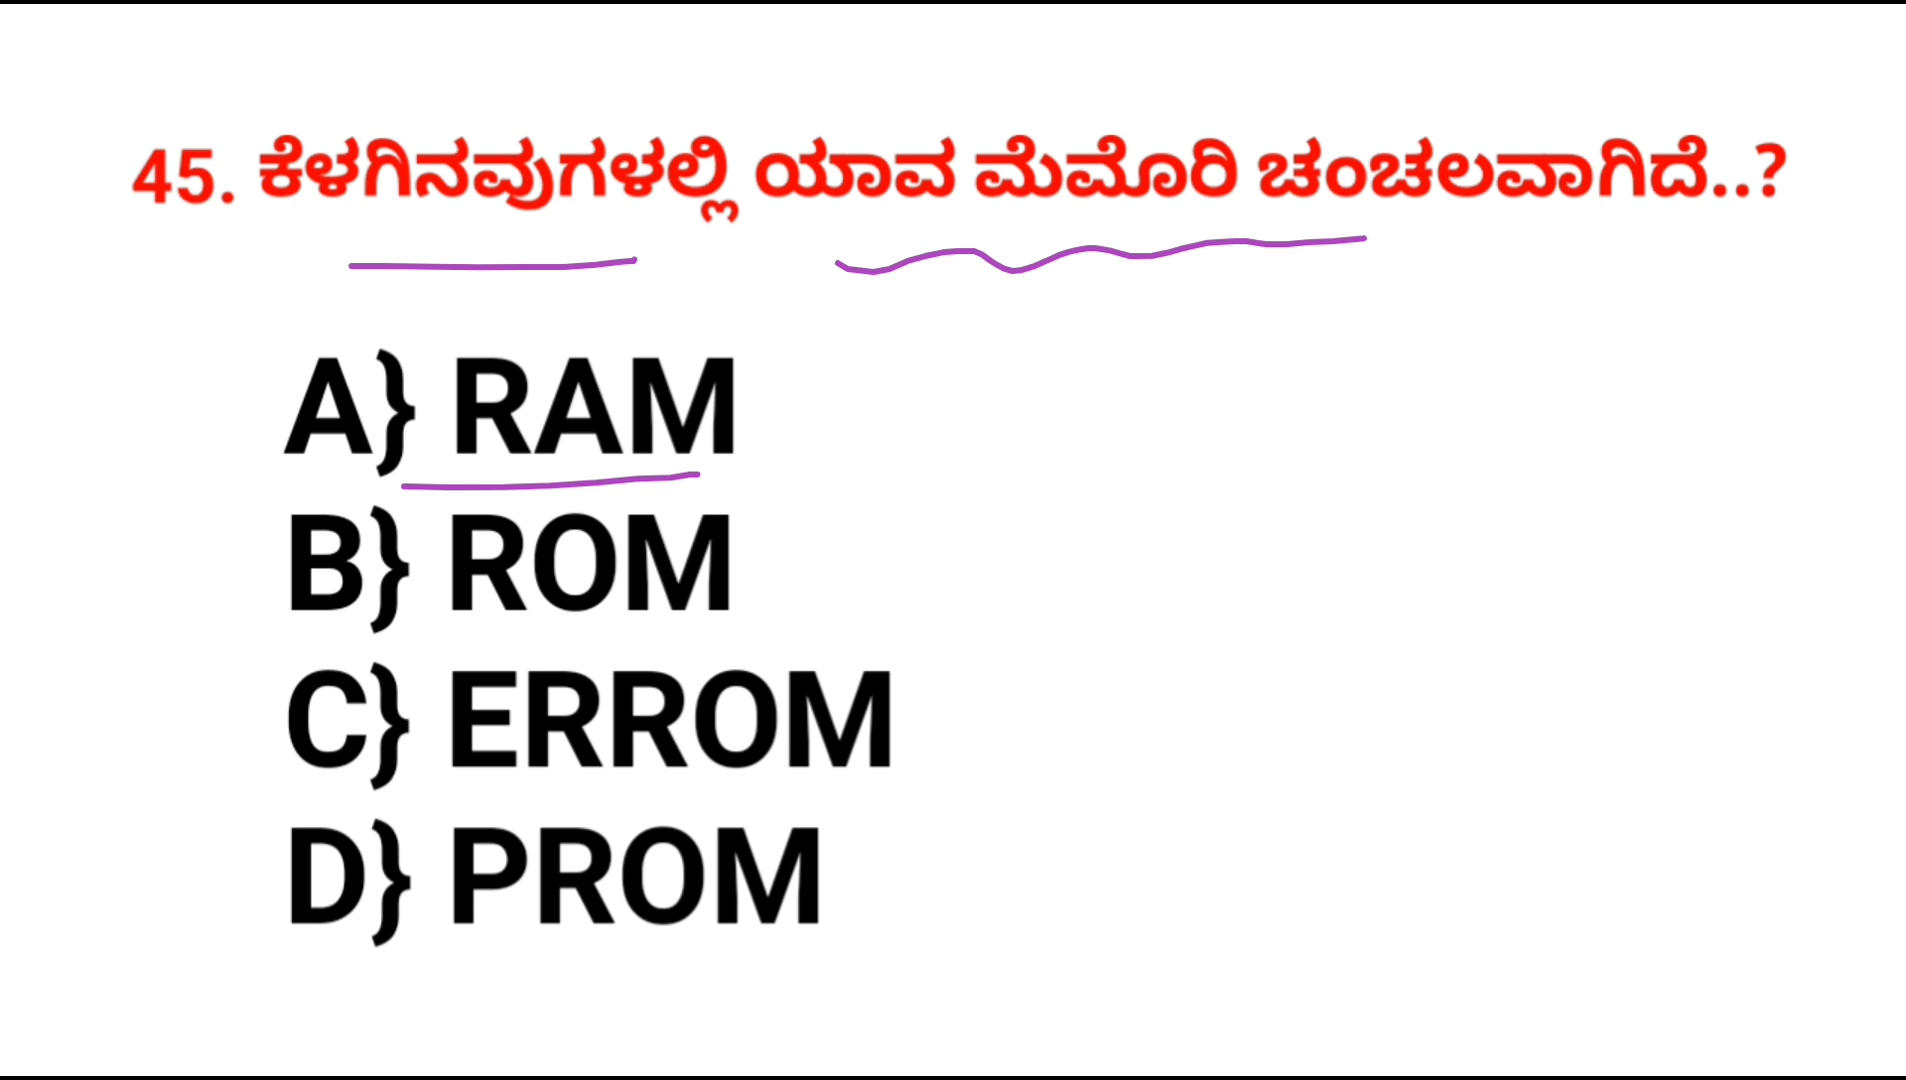 45. ಕೆಳಗಿನವುಗಳಲ್ಲಿ ಯಾವ ಮೆಮೊರಿ ಚಂಚಲವಾಗಿದೆ..?
A} RAM
B} ROM
C} ERROM
D} PROM